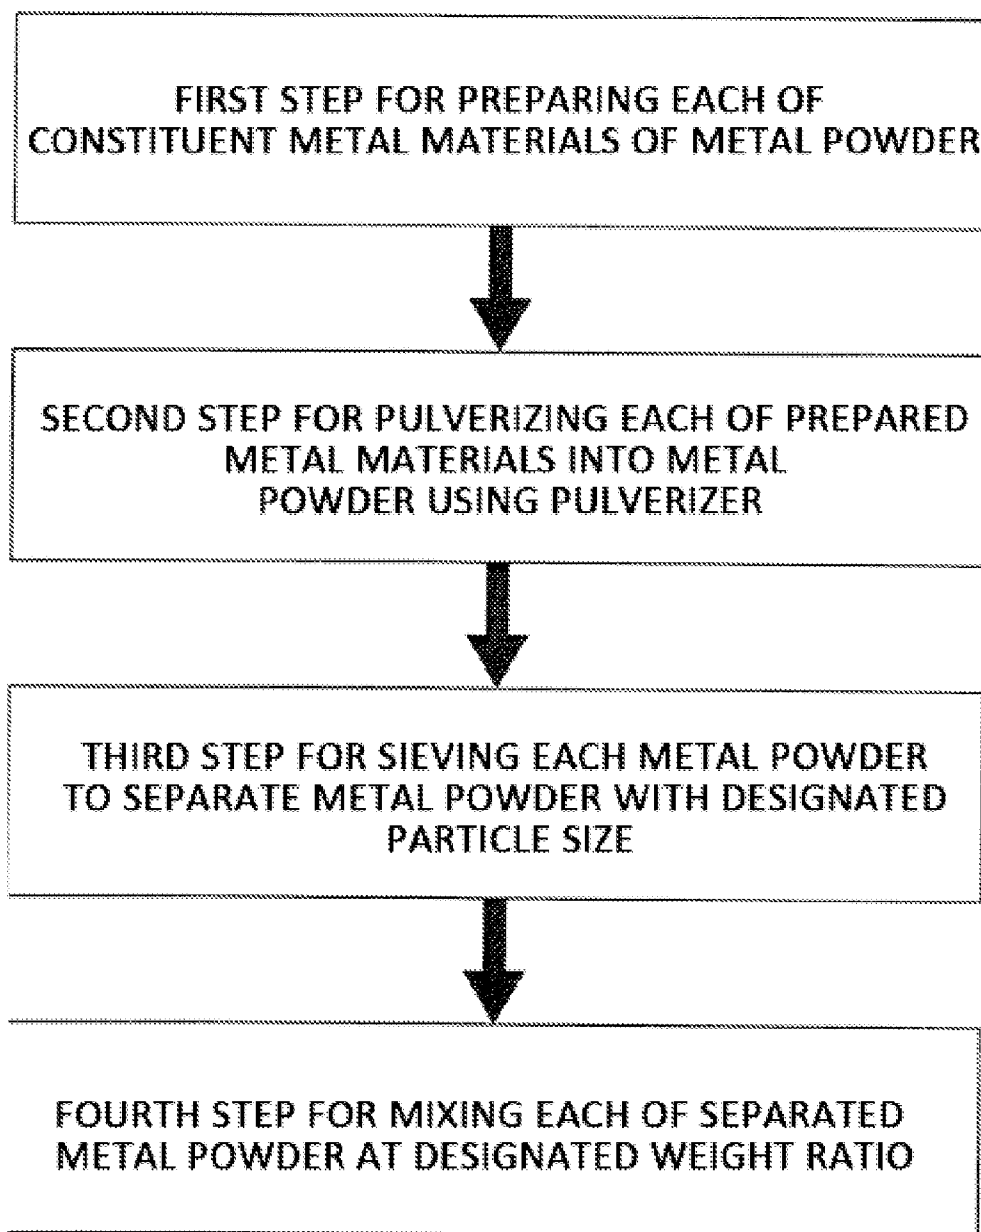 FIRST STEP FOR PREPARING EACH OF
CONSTITUENT METAL MATERIALS OF METAL POWDER
SECOND STEP FOR PULVERIZING EACH OF PREPARED
METAL MATERIALS INTO METAL
POWDER USING PULVERIZER
THIRD STEP FOR SIEVING EACH METAL POWDER
TO SEPARATE METAL POWDER WITH DESIGNATED
PARTICLE SIZE
FOURTH STEP FOR MIXING EACH OF SEPARATED
METAL POWDER AT DESIGNATED WEIGHT RATIO